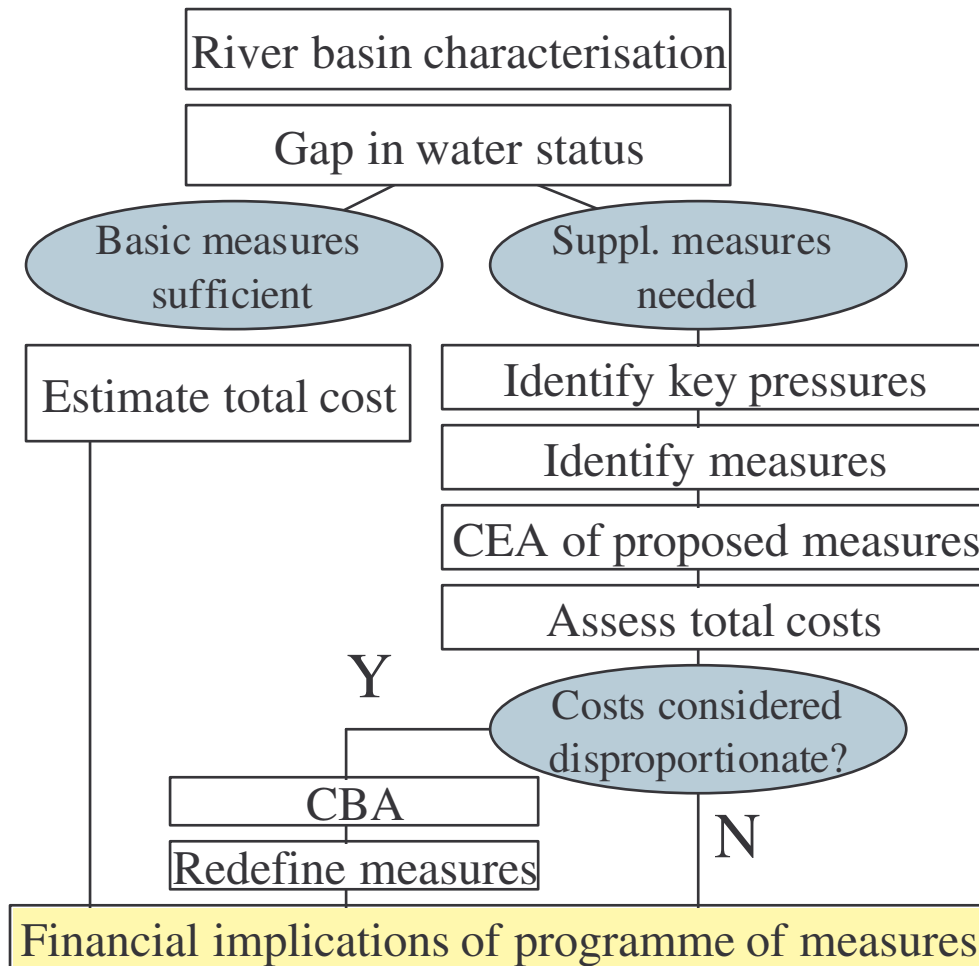 River basin characterisation
Gap in water status
Basic measures
sufficient
Suppl. measures
needed
Estimate total cost
Identify key pressures
Identify measures
CEA of proposed measures
Assess total costs
Y
Costs considered
disproportionate?
CBA
N
Redefine measures
Financial implications of programme of measures